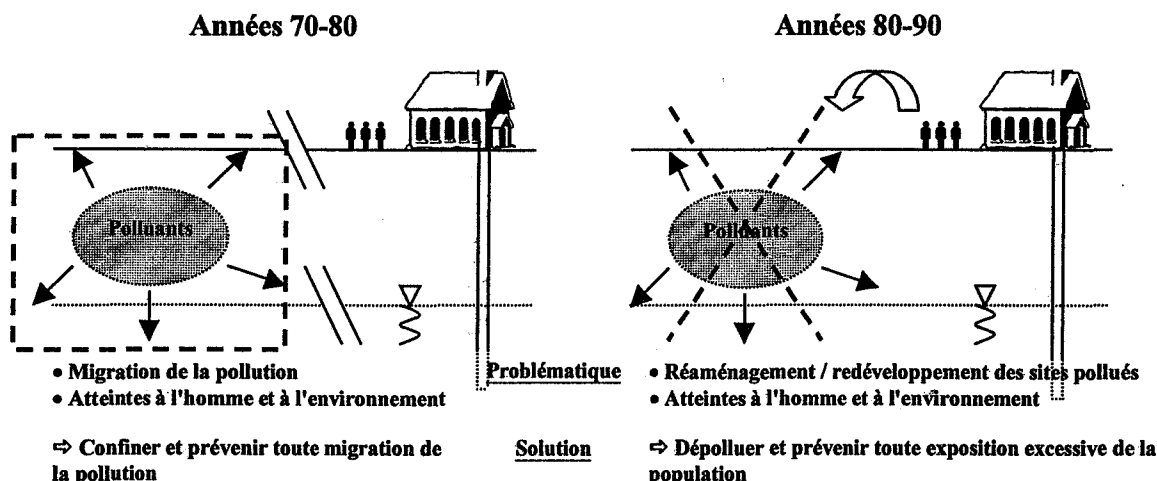 Années 70-80
Années 80-90
Polluants
Polluants
• Migration de la pollution
• Atteintes à l'homme et à l'environnement
Problématique
• Réaménagement / redéveloppement des sites pollués
• Atteintes à l'homme et à l'environnement
⇨ Confiner et prévenir toute migration de
la pollution
Solution
⇨ Dépolluer et prévenir toute exposition excessive de la
population